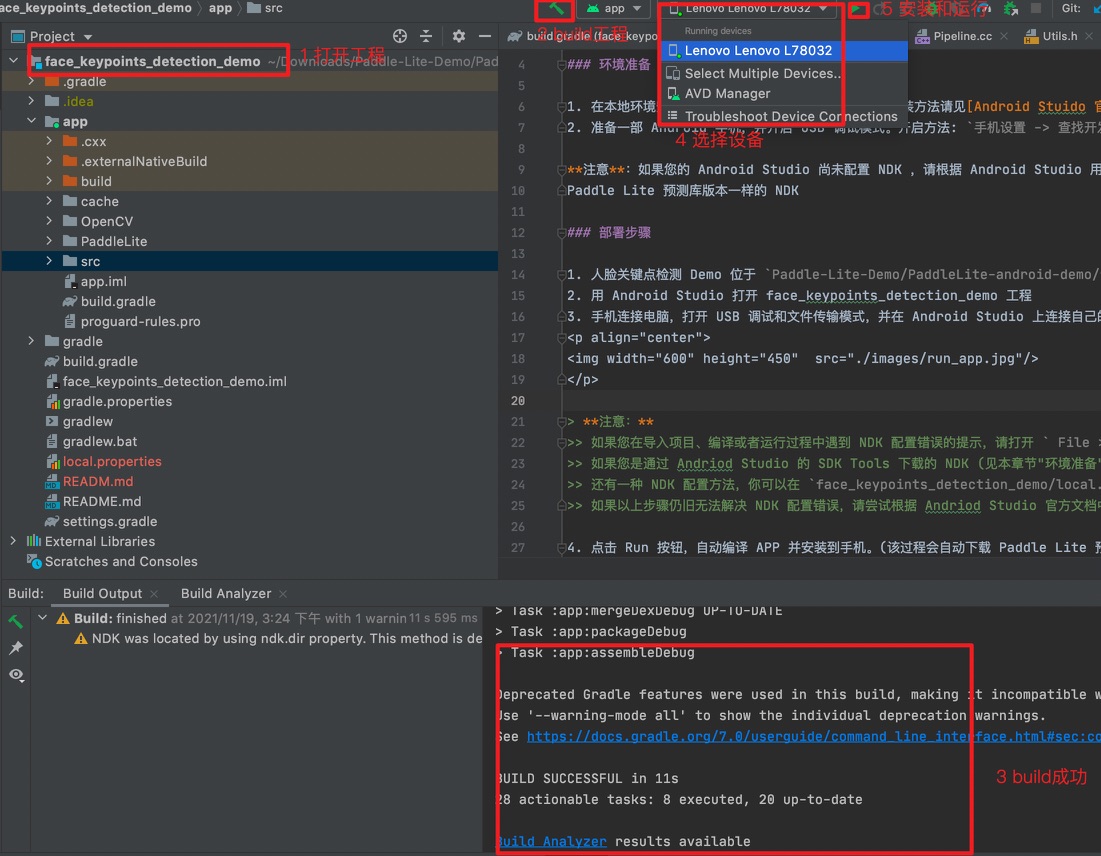 ace_keypoints_detection_demo
app
src
app
Lenovo Lenovo L78032
5 安装和运行
Git:
Project
2 build工程
build.gradle (face_keypo
Running devices
Lenovo Lenovo L78032
Select Multiple Devices...
AVD Manager
Troubleshoot Device Connections
4 选择设备
Pipeline.cc
Utils.h
1 打开工程
face_keypoints_detection_demo ~/Downloads/Paddle-Lite-Demo/Pad
.gradle
.idea
app
.cxx
.externalNativeBuild
build
cache
OpenCV
PaddleLite
src
app.iml
build.gradle
proguard-rules.pro
gradle
build.gradle
face_keypoints_detection_demo.iml
gradle.properties
gradlew
gradlew.bat
local.properties
READM.md
README.md
settings.gradle
External Libraries
Scratches and Consoles
4 ### 环境准备
5
6 1. 在本地环境 装方法请见[Android Stuido 官
7 2. 准备一部 Android 手机，并开启 USB 调试模式。开启方法: `手机设置 -> 查找开发
8
9 **注意**：如果您的 Android Studio 尚未配置 NDK ，请根据 Android Studio 用
10 Paddle Lite 预测库版本一样的 NDK
11
12 ### 部署步骤
13
14 1. 人脸关键点检测 Demo 位于 `Paddle-Lite-Demo/PaddleLite-android-demo/
15 2. 用 Android Studio 打开 face_keypoints_detection_demo 工程
16 3. 手机连接电脑，打开 USB 调试和文件传输模式，并在 Android Studio 上连接自己的
17 <p align="center">
18 <img width="600" height="450"  src="./images/run_app.jpg"/>
19 </p>
20
21 > **注意：**
22 >> 如果您在导入项目、编译或者运行过程中遇到 NDK 配置错误的提示，请打开 ` File >
23 >> 如果您是通过 Andriod Studio 的 SDK Tools 下载的 NDK (见本章节"环境准备"
24 >> 还有一种 NDK 配置方法，你可以在 `face_keypoints_detection_demo/local.
25 >> 如果以上步骤仍旧无法解决 NDK 配置错误，请尝试根据 Andriod Studio 官方文档中
26
27 4. 点击 Run 按钮，自动编译 APP 并安装到手机。(该过程会自动下载 Paddle Lite 预
Build:
Build Output
Build Analyzer
Build: finished at 2021/11/19, 3:24 下午 with 1 warnin 11 s 595 ms
NDK was located by using ndk.dir property. This method is de
> Task :app:mergeDexDebug UP-TO-DATE
> Task :app:packageDebug
> Task :app:assembleDebug
Deprecated Gradle features were used in this build, making it incompatible w
Use '--warning-mode all' to show the individual deprecation warnings.
See https://docs.gradle.org/7.0/userguide/command_line_interface.html#sec:co
BUILD SUCCESSFUL in 11s
28 actionable tasks: 8 executed, 20 up-to-date
Build Analyzer results available
3 build成功